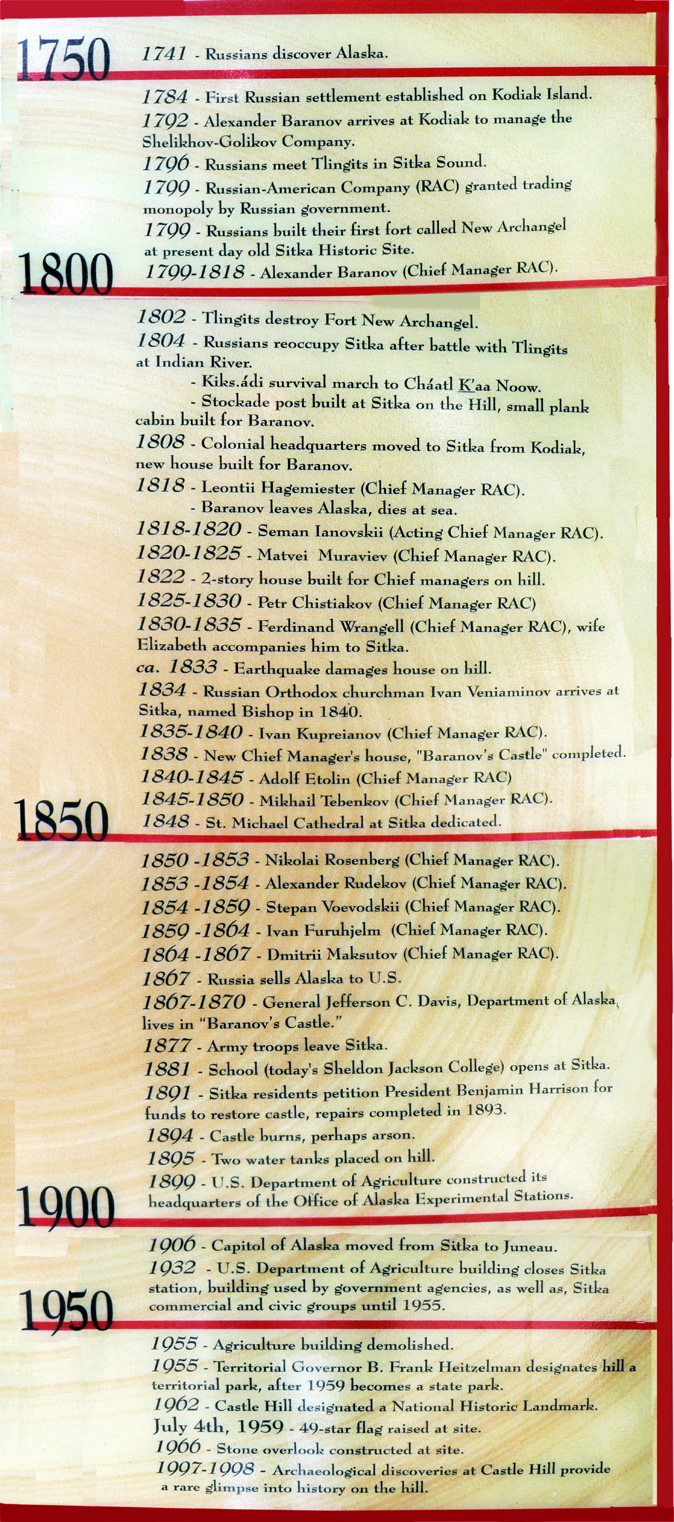 1741 - Russians discover Alaska.
1750
1784 - First Russian settlement established on Kodiak Island.
1792 - Alexander Baranov arrives at Kodiak to manage the
Shelikhov-Golikov Company.
1796 - Russians meet Tlingits in Sitka Sound.
1799 - Russian-American Company (RAC) granted trading
monopoly by Russian government.
1799 - Russians built their first fort called New Archangel
at present day old Sitka Historic Site.
1799-1818 - Alexander Baranov (Chief Manager RAC).
1800
1802 - Tlingits destroy Fort New Archangel.
1804 - Russians reoccupy Sitka after battle with Tlingits
at Indian River.
- Kiks.ádi survival march to Cháatl K'aa Noow.
- Stockade post built at Sitka on the Hill, small plank
cabin built for Baranov.
1808 - Colonial headquarters moved to Sitka from Kodiak,
new house built for Baranov.
1818 - Leontii Hagemiester (Chief Manager RAC).
- Baranov leaves Alaska, dies at sea.
1818-1820 - Seman Ianovskii (Acting Chief Manager RAC).
1820-1825 - Matvei Muraviev (Chief Manager RAC).
1822 - 2-story house built for Chief managers on hill.
1825-1830 - Petr Chistiakov (Chief Manager RAC)
1830-1835 - Ferdinand Wrangell (Chief Manager RAC), wife
Elizabeth accompanies him to Sitka.
ca. 1833 - Earthquake damages house on hill.
1834 - Russian Orthodox churchman Ivan Veniaminov arrives at
Sitka, named Bishop in 1840.
1835-1840 - Ivan Kupreianov (Chief Manager RAC).
1838 - New Chief Manager's house, "Baranov's Castle" completed.
1840-1845 - Adolf Etolin (Chief Manager RAC)
1845-1850 - Mikhail Tebenkov (Chief Manager RAC).
1848 - St. Michael Cathedral at Sitka dedicated.
1850
1850 -1853 - Nikolai Rosenberg (Chief Manager RAC).
1853 -1854 - Alexander Rudekov (Chief Manager RAC).
1854 -1859 - Stepan Voevodskii (Chief Manager RAC).
1859 -1864 - Ivan Furuhjelm (Chief Manager RAC).
1864 -1867 - Dmitrii Maksutov (Chief Manager RAC).
1867 - Russia sells Alaska to U.S.
1867-1870 - General Jefferson C. Davis, Department of Alaska,
lives in “Baranov's Castle.”
1877 - Army troops leave Sitka.
1881 - School (today's Sheldon Jackson College) opens at Sitka.
1891 - Sitka residents petition President Benjamin Harrison for
funds to restore castle, repairs completed in 1893.
1894 - Castle burns, perhaps arson.
1895 - Two water tanks placed on hill.
1899 - U.S. Department of Agriculture constructed its
headquarters of the Office of Alaska Experimental Stations.
1900
1906 - Capitol of Alaska moved from Sitka to Juneau.
1932 - U.S. Department of Agriculture building closes Sitka
station, building used by government agencies, as well as, Sitka
commercial and civic groups until 1955.
1950
1955 - Agriculture building demolished.
1955 - Territorial Governor B. Frank Heitzelman designates hill a
territorial park, after 1959 becomes a state park.
1962 - Castle Hill designated a National Historic Landmark.
July 4th, 1959 - 49-star flag raised at site.
1966 - Stone overlook constructed at site.
1997-1998 - Archaeological discoveries at Castle Hill provide
a rare glimpse into history on the hill.